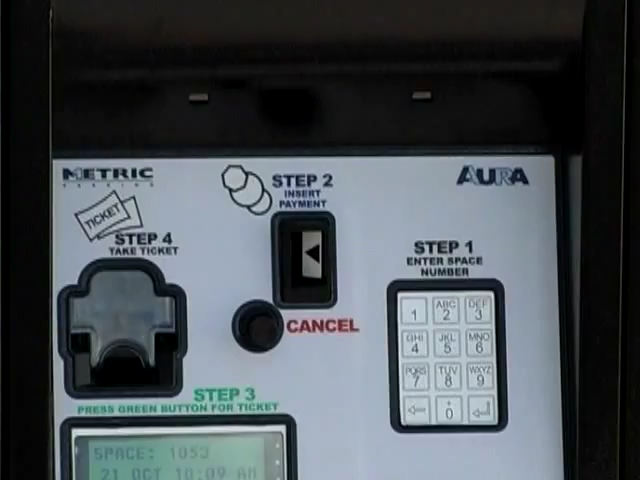 METRIC
PARKING
AURA
STEP 2
INSERT
PAYMENT
TICKET
STEP 4
TAKE TICKET
STEP 1
ENTER SPACE
NUMBER
CANCEL
1 ABC 2 DEF 3
GHI 4 JKL 5 MNO 6
PQRS 7 TUV 8 WXYZ 9
0
STEP 3
PRESS GREEN BUTTON FOR TICKET
SPACE: 1053
21 OCT 10:09 AM